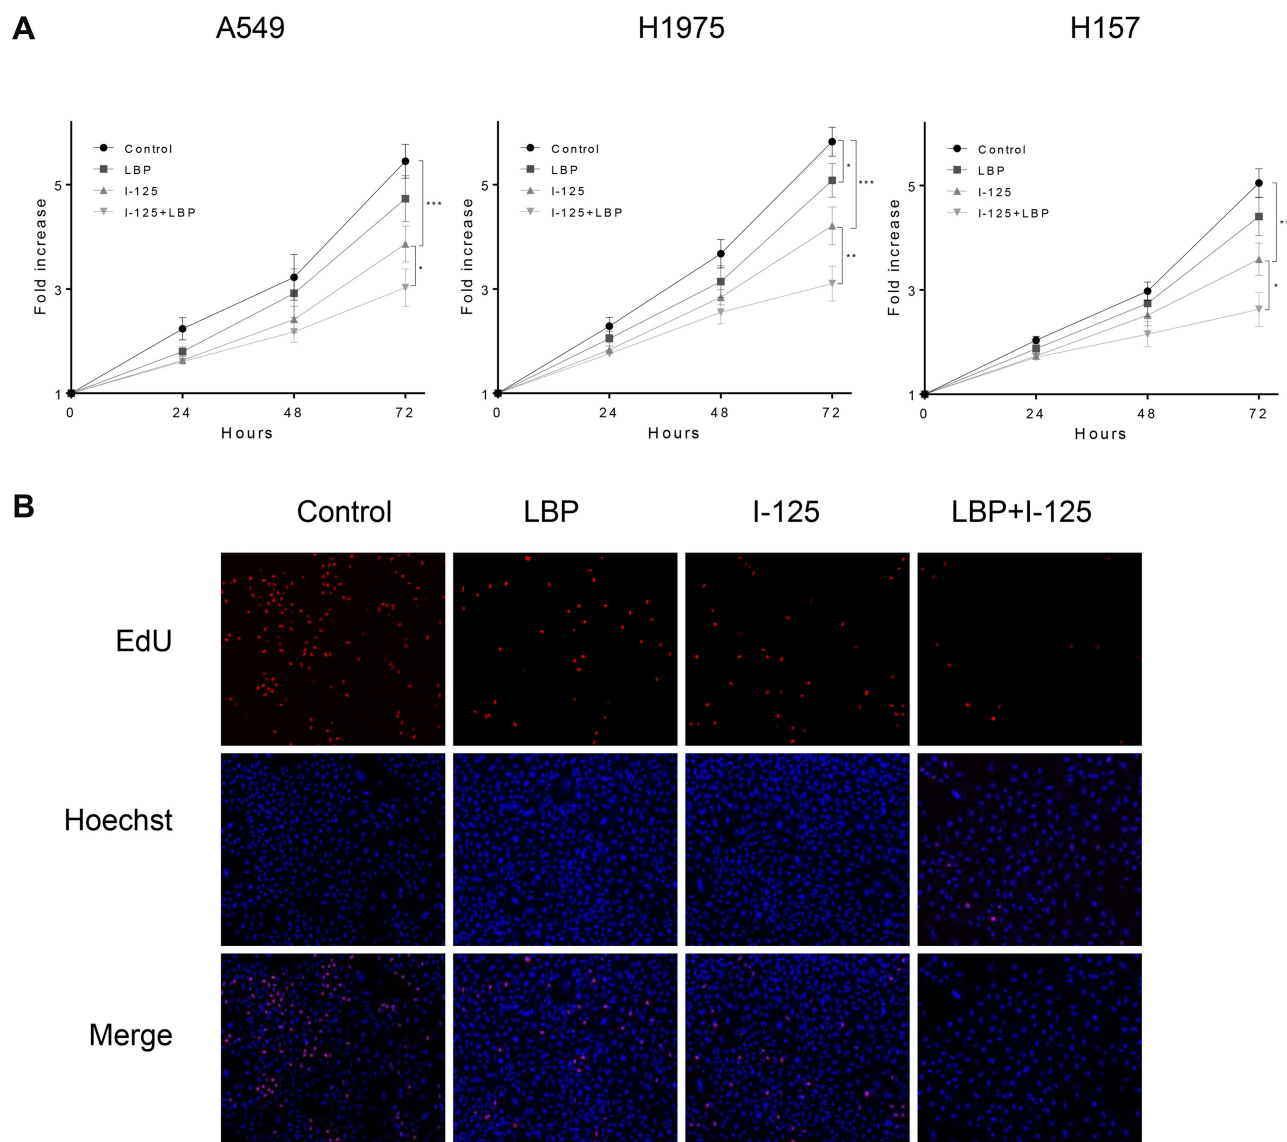 A
A549
H1975
H157
Control
LBP
I-125
I-125+LBP
5
3
1
Fold increase
0
24
48
72
Hours
***
*
Control
LBP
I-125
I-125+LBP
5
3
1
Fold increase
0
24
48
72
Hours
*
***
**
Control
LBP
I-125
I-125+LBP
5
3
1
Fold increase
0
24
48
72
Hours
*
B
Control
LBP
I-125
LBP+I-125
EdU
Hoechst
Merge